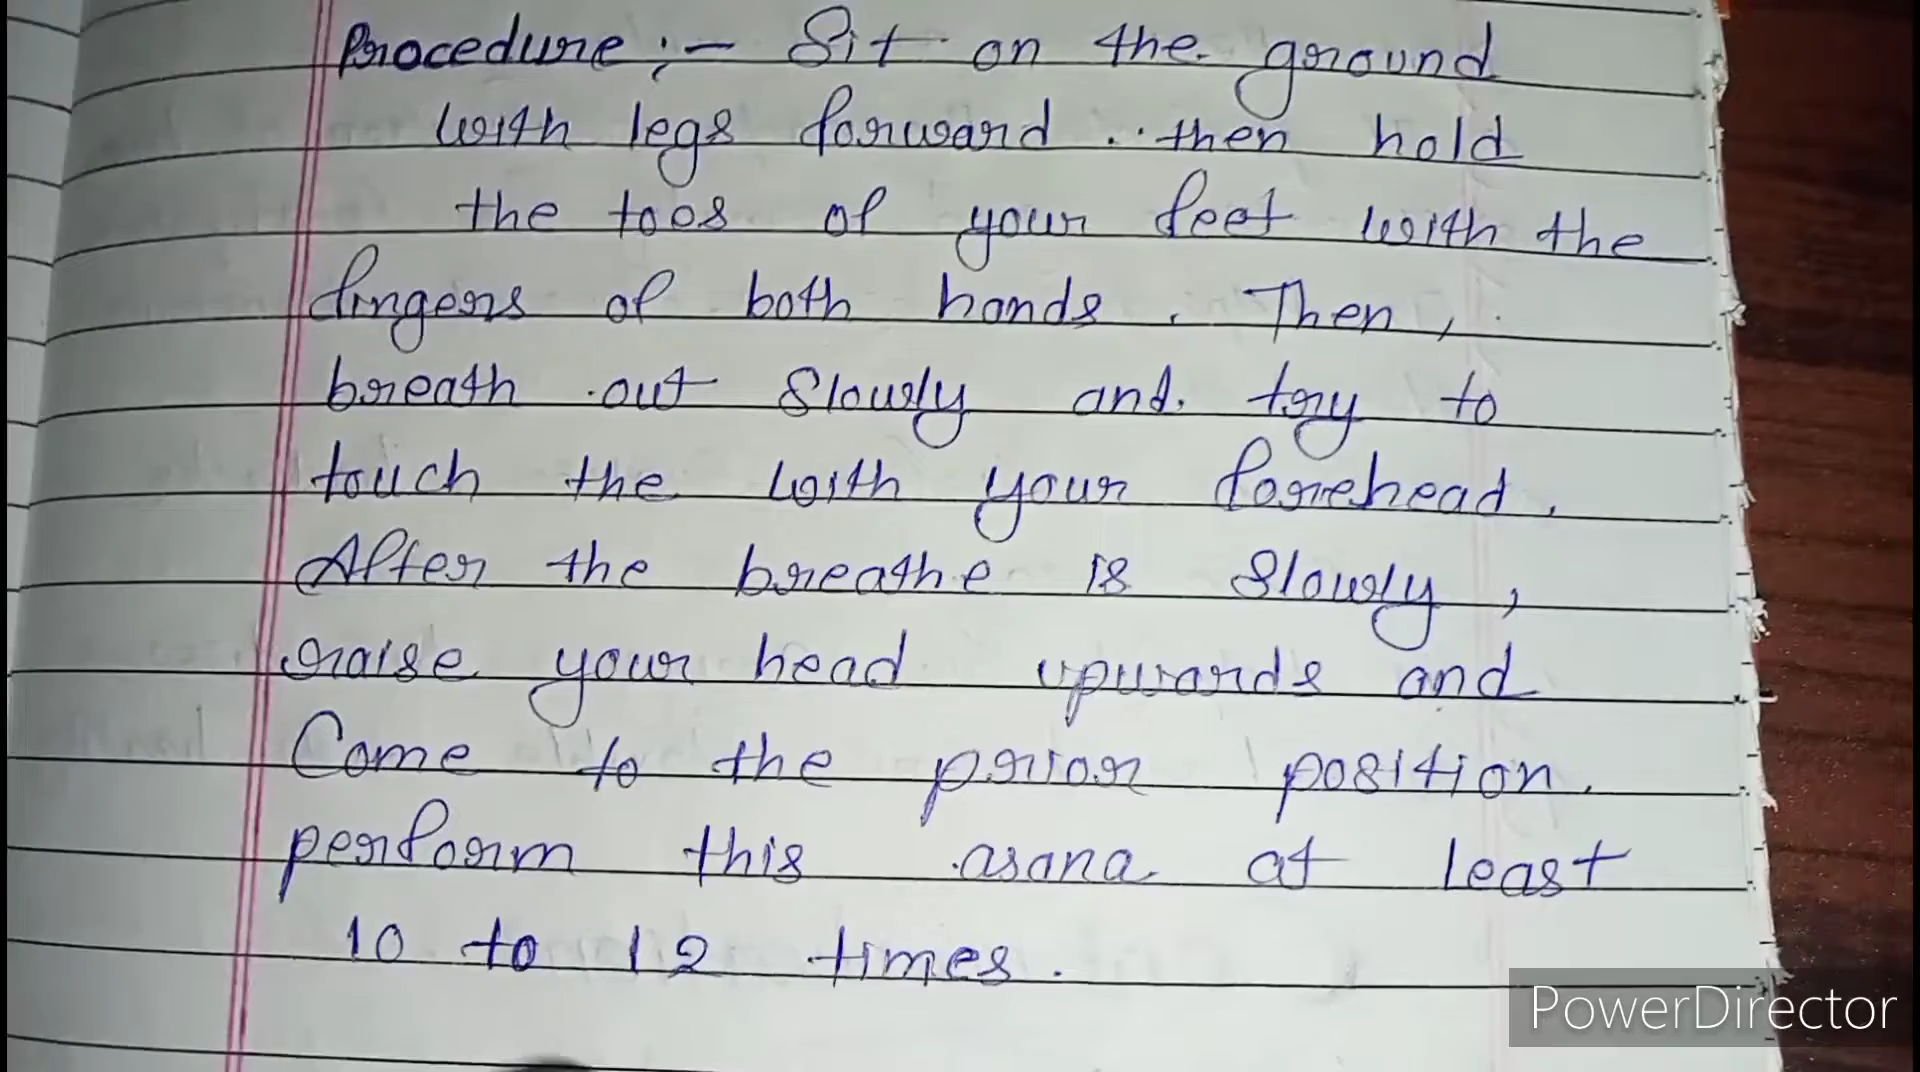 Procedure :- Sit on the ground
with legs forward. then hold
the toes of your feet with the
fingers of both hands. Then,
breath out slowly and try to
touch the with your forehead.
After the breathe is slowly,
raise your head upwards and
Come to the prior position.
perform this asana at least
10 to 12 times.
PowerDirector